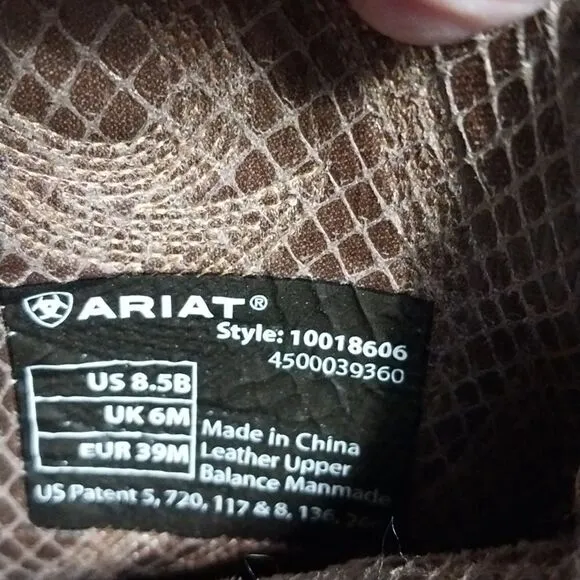 ARIAT®
Style: 10018606
4500039360
US 8.5B
UK 6M
EUR 39M
Made in China
Leather Upper
Balance Manmade
US Patent 5, 720, 117 & 8, 136,